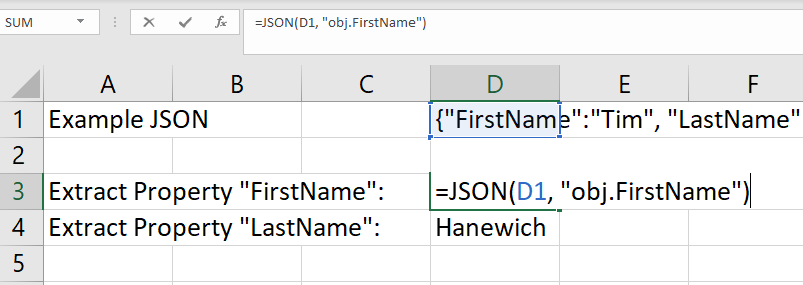 SUM fx =JSON(D1, "obj.FirstName")
A B C D E F
1 Example JSON {"FirstName":"Tim", "LastName"
2
3 Extract Property "FirstName": =JSON(D1, "obj.FirstName")
4 Extract Property "LastName": Hanewich
5